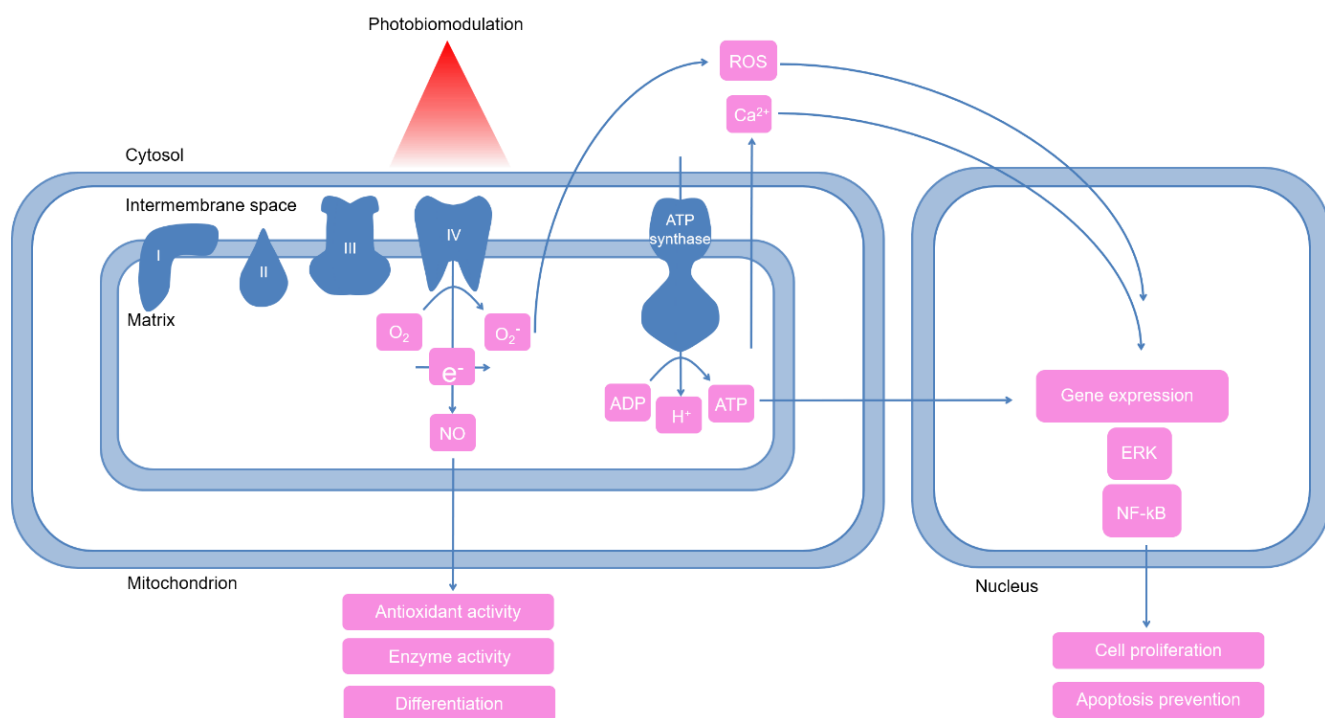 Photobiomodulation
ROS
Ca²⁺
Cytosol
Intermembrane space
I
II
III
IV
ATP
synthase
Matrix
O₂
O₂⁻
e⁻
NO
ADP
H⁺
ATP
Gene expression
ERK
NF-kB
Mitochondrion
Nucleus
Antioxidant activity
Enzyme activity
Differentiation
Cell proliferation
Apoptosis prevention